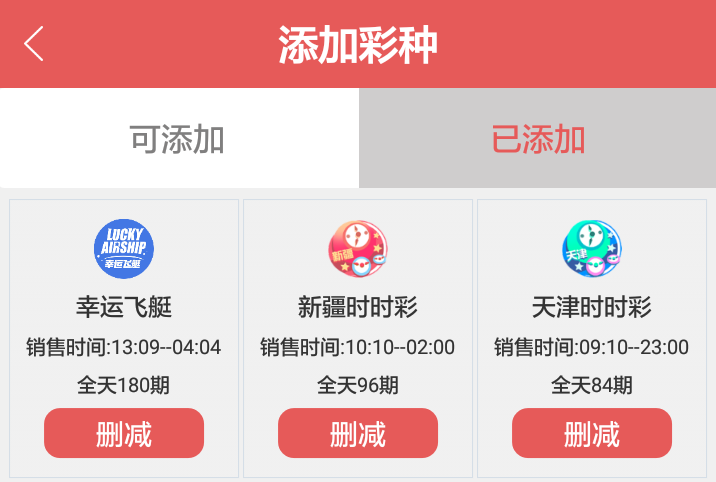 添加彩种
可添加
已添加
LUCKY
AIRSHIP
幸运飞艇
新疆
天津
幸运飞艇
新疆时时彩
天津时时彩
销售时间:13:09--04:04
销售时间:10:10--02:00
销售时间:09:10--23:00
全天180期
全天96期
全天84期
删减
删减
删减